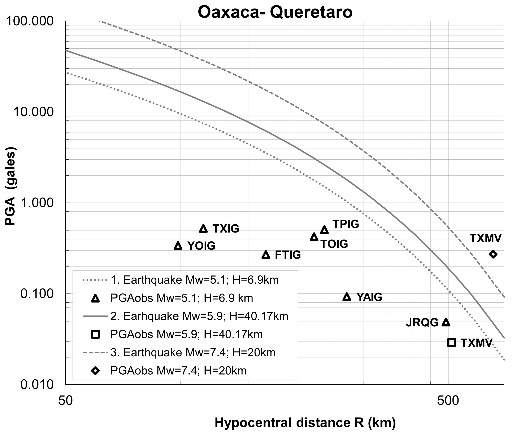 Oaxaca- Queretaro
100.000
10.000
1.000
0.100
0.010
PGA (gales)
TXIG
YOIG
TPIG
TOIG
FTIG
TXMV
YAIG
JRQG
TXMV
1. Earthquake Mw=5.1; H=6.9km
PGAobs Mw=5.1; H=6.9 km
2. Earthquake Mw=5.9; H=40.17km
PGAobs Mw=5.9; H=40.17km
3. Earthquake Mw=7.4; H=20km
PGAobs Mw=7.4; H=20km
50
500
Hypocentral distance R (km)